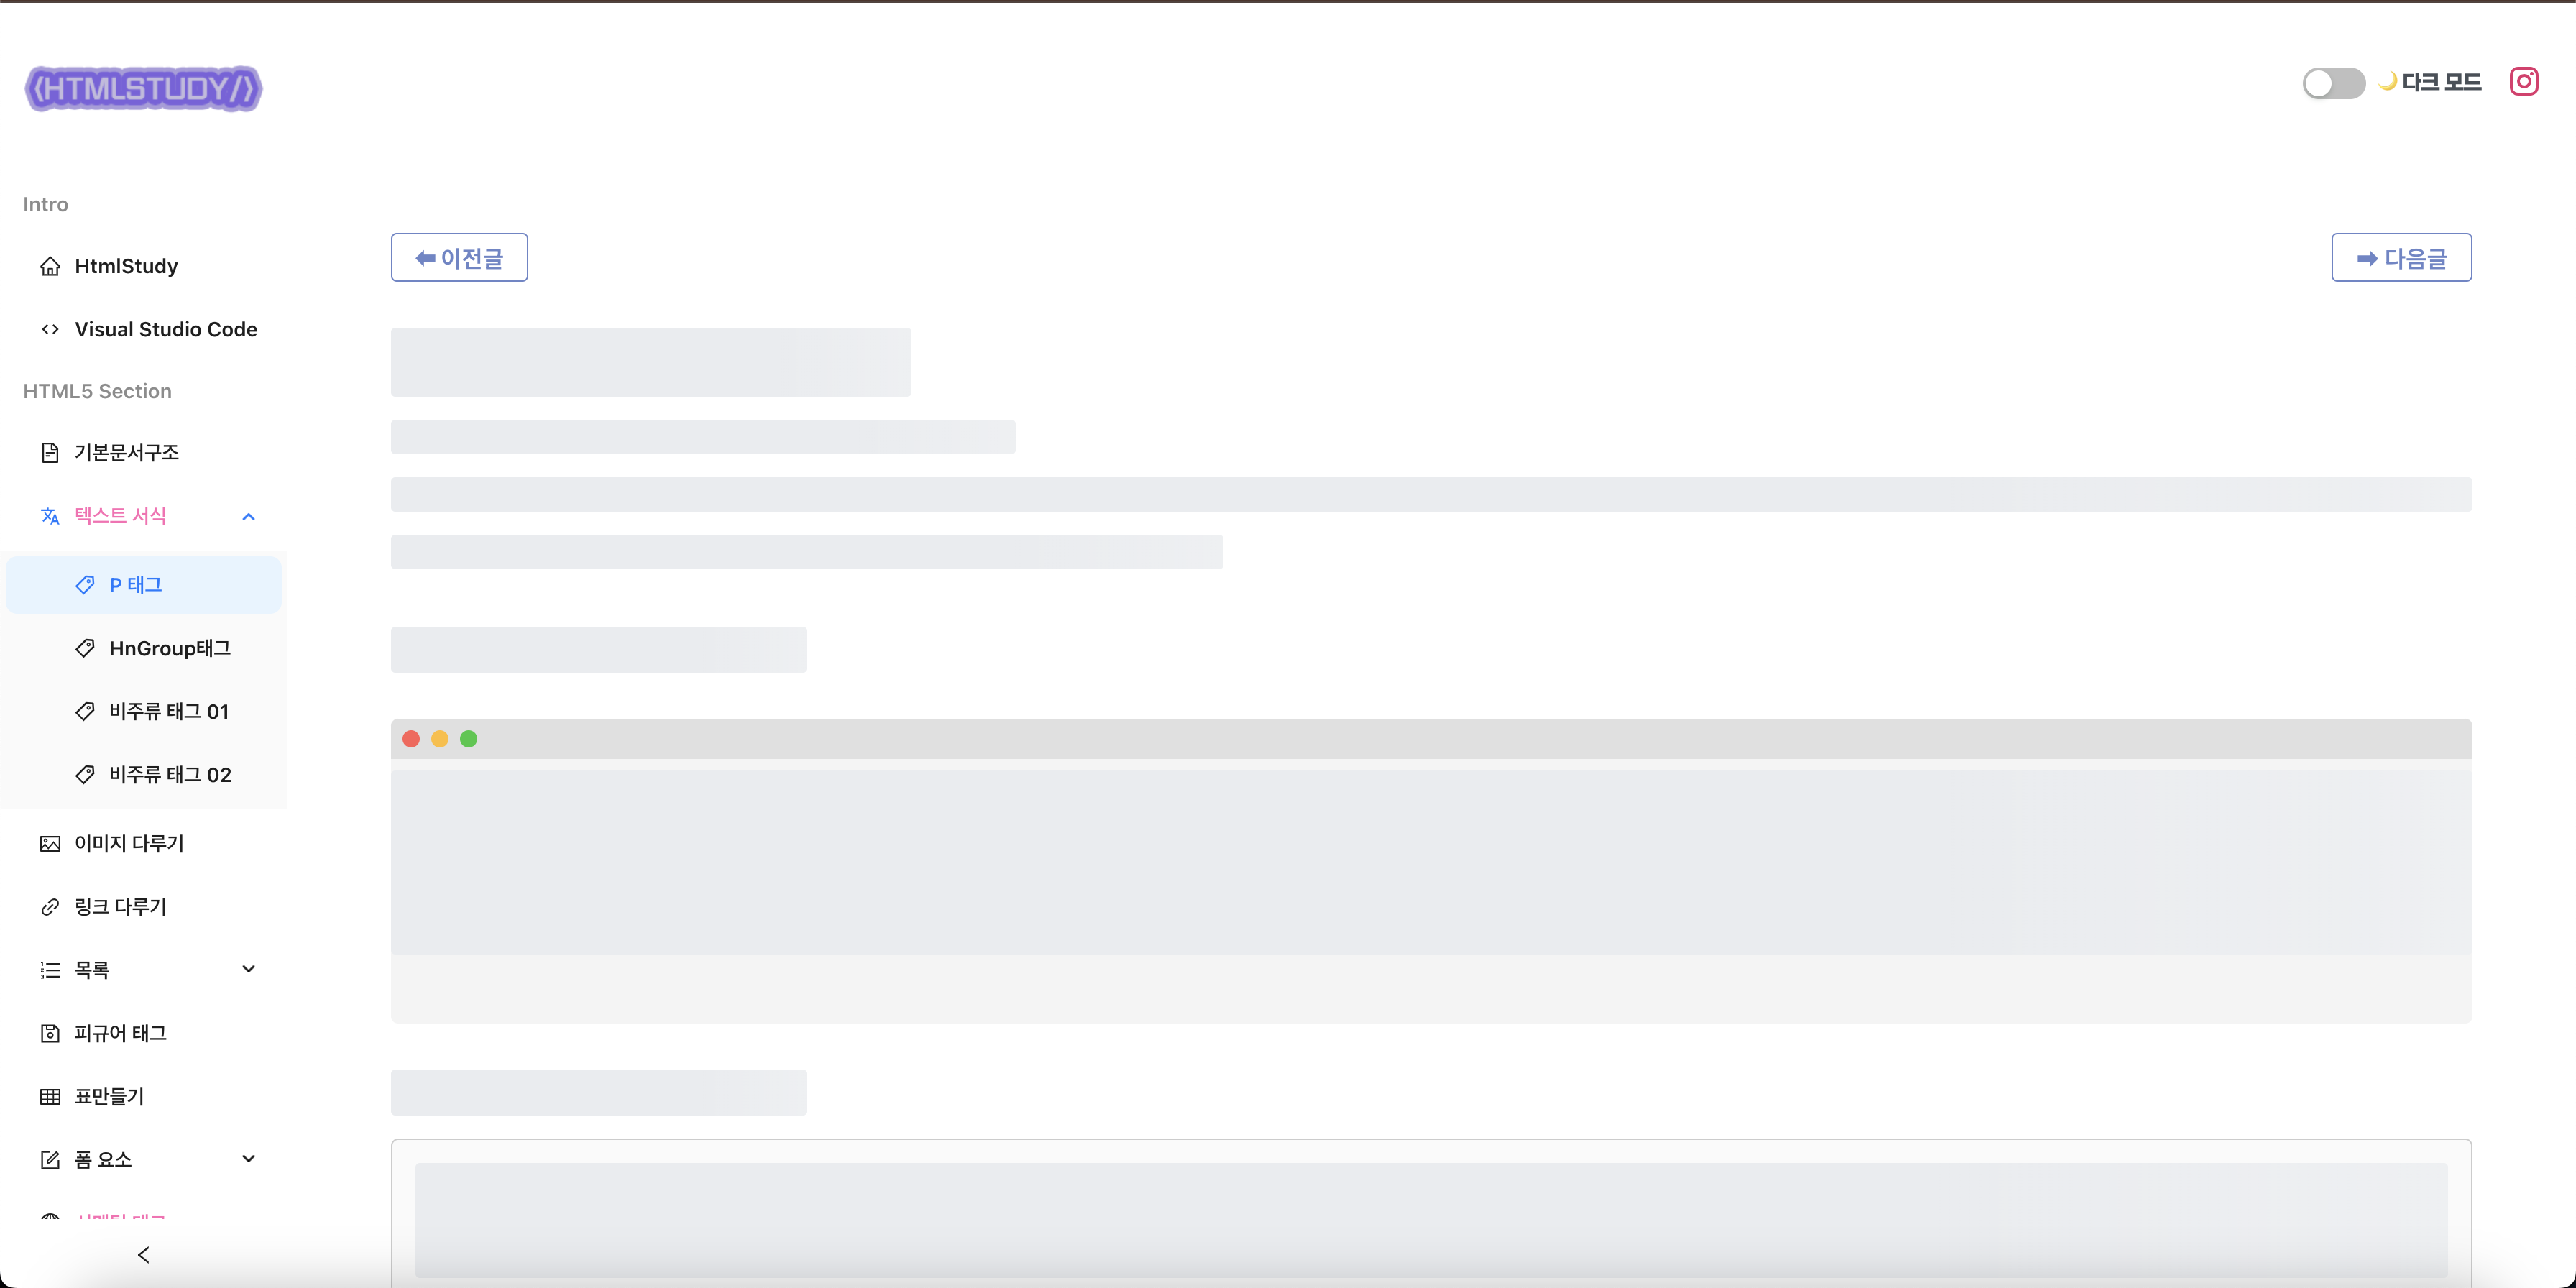 <HTMLSTUDY/>
🌙 다크 모드
Intro
HtmlStudy
Visual Studio Code
HTML5 Section
기본문서구조
텍스트 서식
P 태그
HnGroup태그
비주류 태그 01
비주류 태그 02
이미지 다루기
링크 다루기
목록
피규어 태그
표만들기
폼 요소
⬅ 이전글
➡ 다음글